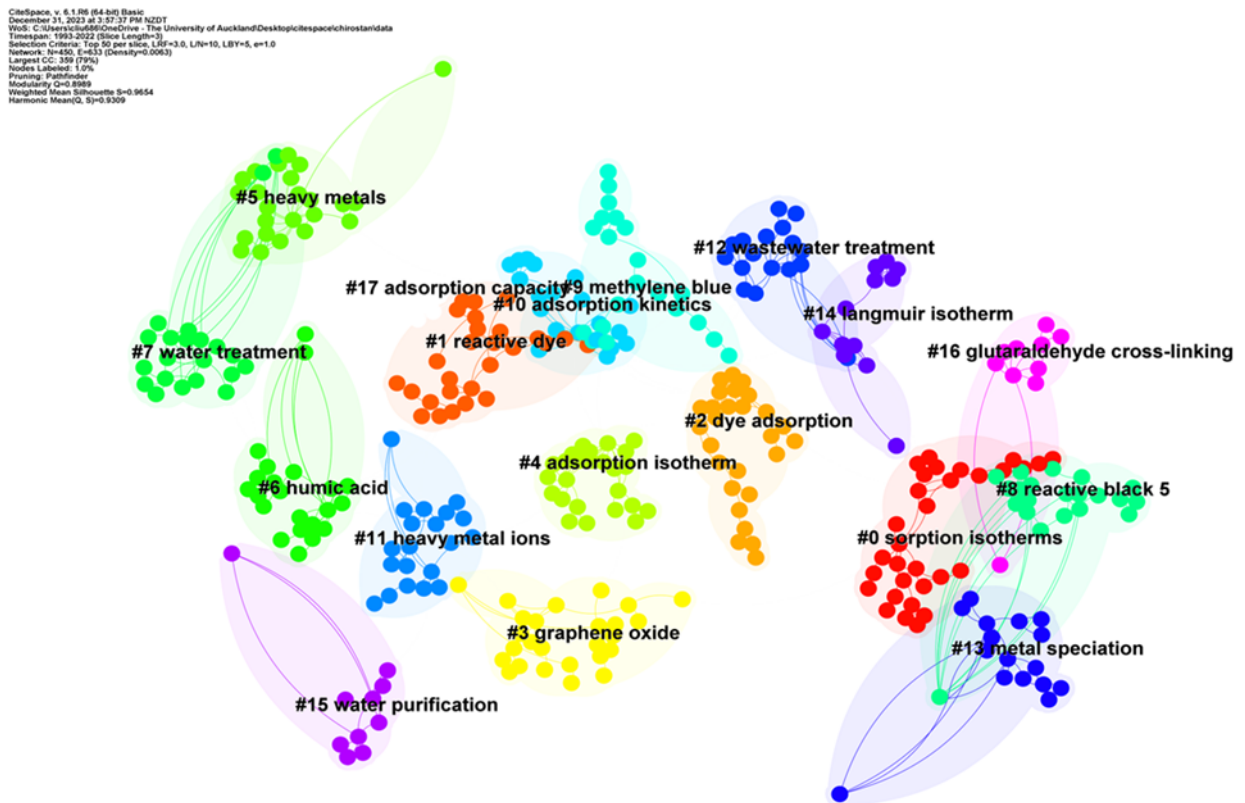 CiteSpace, v. 6.1.R6 (64-bit) Basic
December 31, 2023 at 3:57:37 PM NZDT
WoS: C:\Users\cliu686\OneDrive - The University of Auckland\Desktop\citespace\chirostan\data
Timespan: 1993-2022 (Slice Length=3)
Selection Criteria: Top 50 per slice, LRF=3.0, L/N=10, LBY=5, e=1.0
Network: N=450, E=633 (Density=0.0063)
Largest CC: 359 (79%)
Nodes Labeled: 1.0%
Pruning: Pathfinder
Modularity Q=0.8989
Weighted Mean Silhouette S=0.9654
Harmonic Mean(Q, S)=0.9309
#5 heavy metals
#12 wastewater treatment
#17 adsorption capacity
#9 methylene blue
#10 adsorption kinetics
#14 langmuir isotherm
#1 reactive dye
#7 water treatment
#16 glutaraldehyde cross-linking
#2 dye adsorption
#4 adsorption isotherm
#6 humic acid
#8 reactive black 5
#11 heavy metal ions
#0 sorption isotherms
#3 graphene oxide
#13 metal speciation
#15 water purification